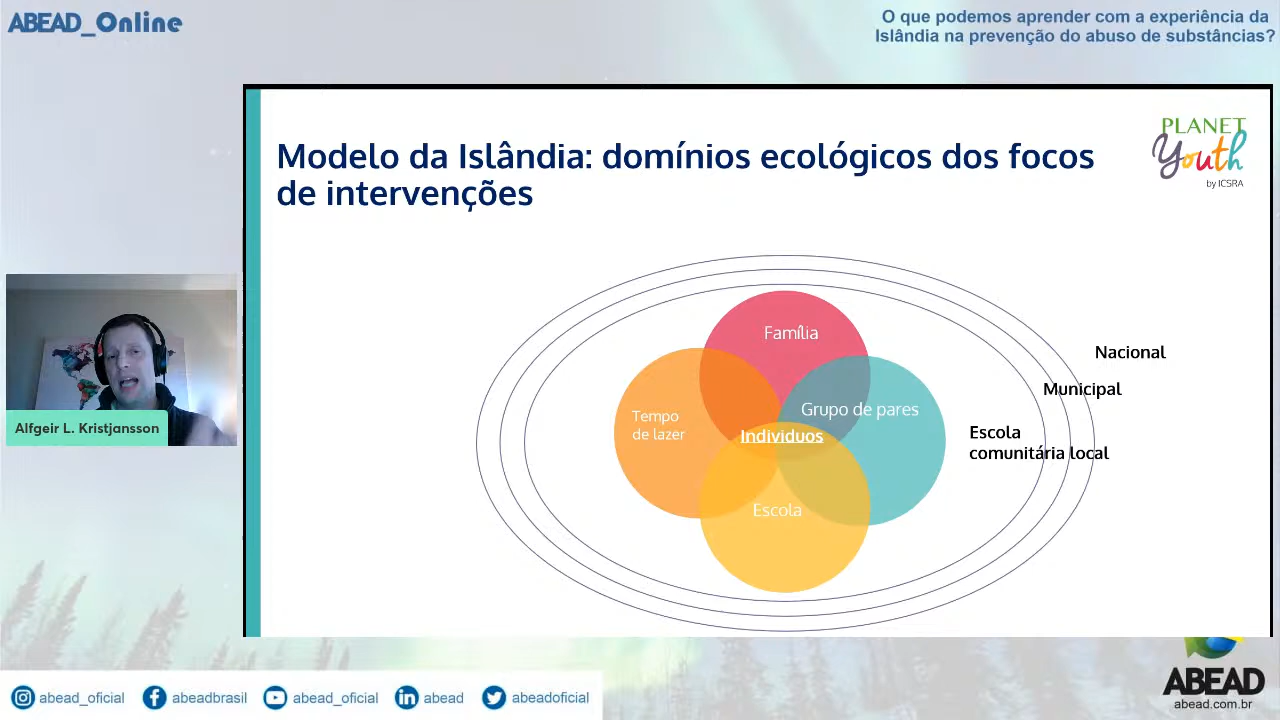 ABEAD_Online
O que podemos aprender com a experiência da
Islândia na prevenção do abuso de substâncias?
Modelo da Islândia: domínios ecológicos dos focos
de intervenções
PLANET
Youth
by ICSRA
Família
Nacional
Municipal
Tempo
de lazer
Grupo de pares
Individuos
Escola
comunitária local
Escola
Alfgeir L. Kristjansson
abead_oficial
abeadbrasil
abead_oficial
abead
abeadoficial
ABEAD
abead.com.br